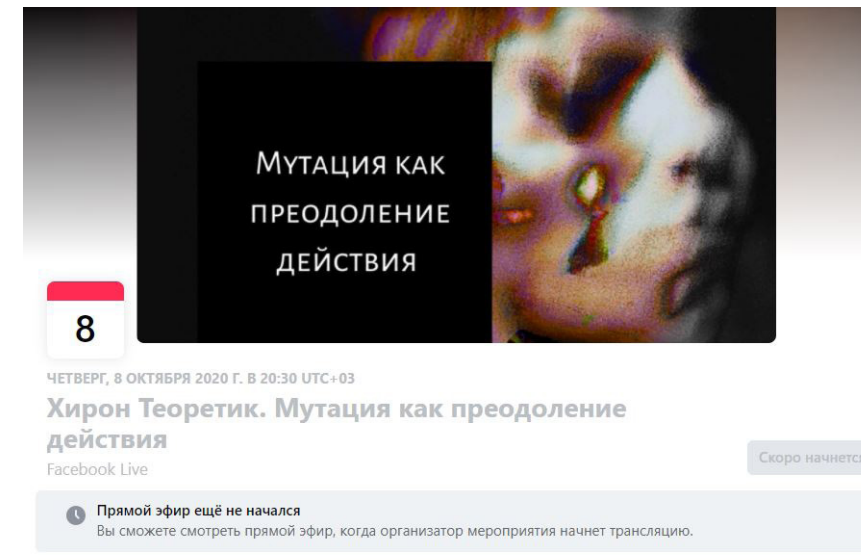 Мутация как
преодоление
действия
8
ЧЕТВЕРГ, 8 ОКТЯБРЯ 2020 Г. В 20:30 UTC+03
Хирон Теоретик. Мутация как преодоление
действия
Facebook Live
Скоро начнется
Прямой эфир ещё не начался
Вы сможете смотреть прямой эфир, когда организатор мероприятия начнет трансляцию.